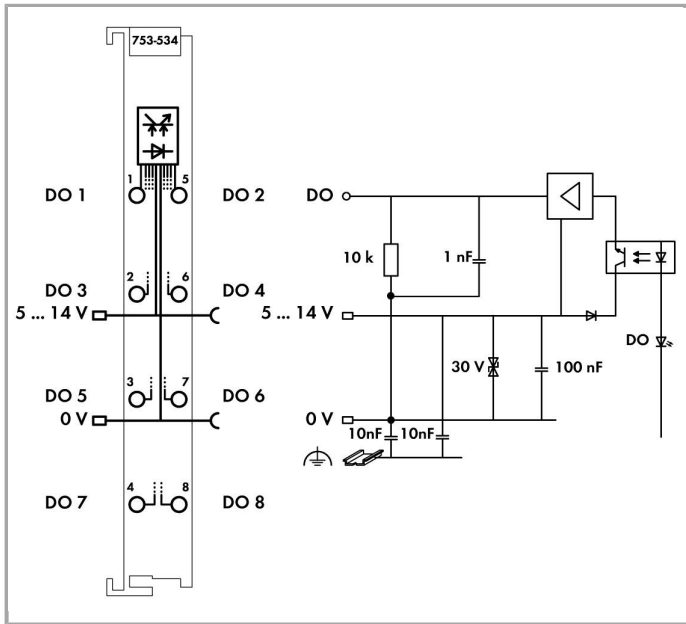 753-534
1 5
DO 1 DO 2 DO
10 k 1 nF
2 6
DO 3 DO 4
5 ... 14 V 5 ... 14 V
DO
30 V 100 nF
3 7
DO 5 DO 6
0 V 0 V
10nF 10nF
4 8
DO 7 DO 8